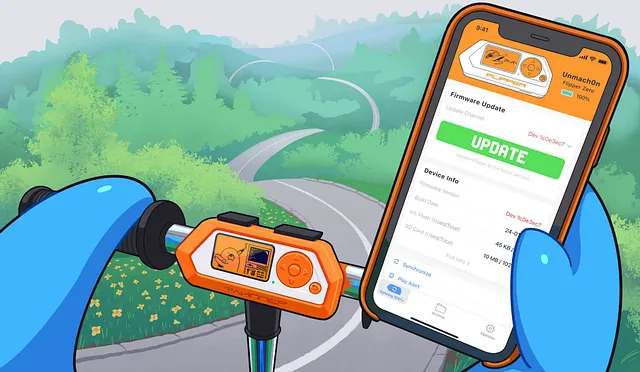 9:41
Unmach0n
Flipper Zero
100%
Firmware Update
Update Channel
Dev 1c0e3ec7
UPDATE
Device Info
Firmware Version
Dev 1c0e3ec7
Build Date
24-0
Int. Flash (Used/Total)
45 KB /
SD Card (Used/Total)
10 MB / 102
Full info
Synchronize
Play Alert
Archive
Options